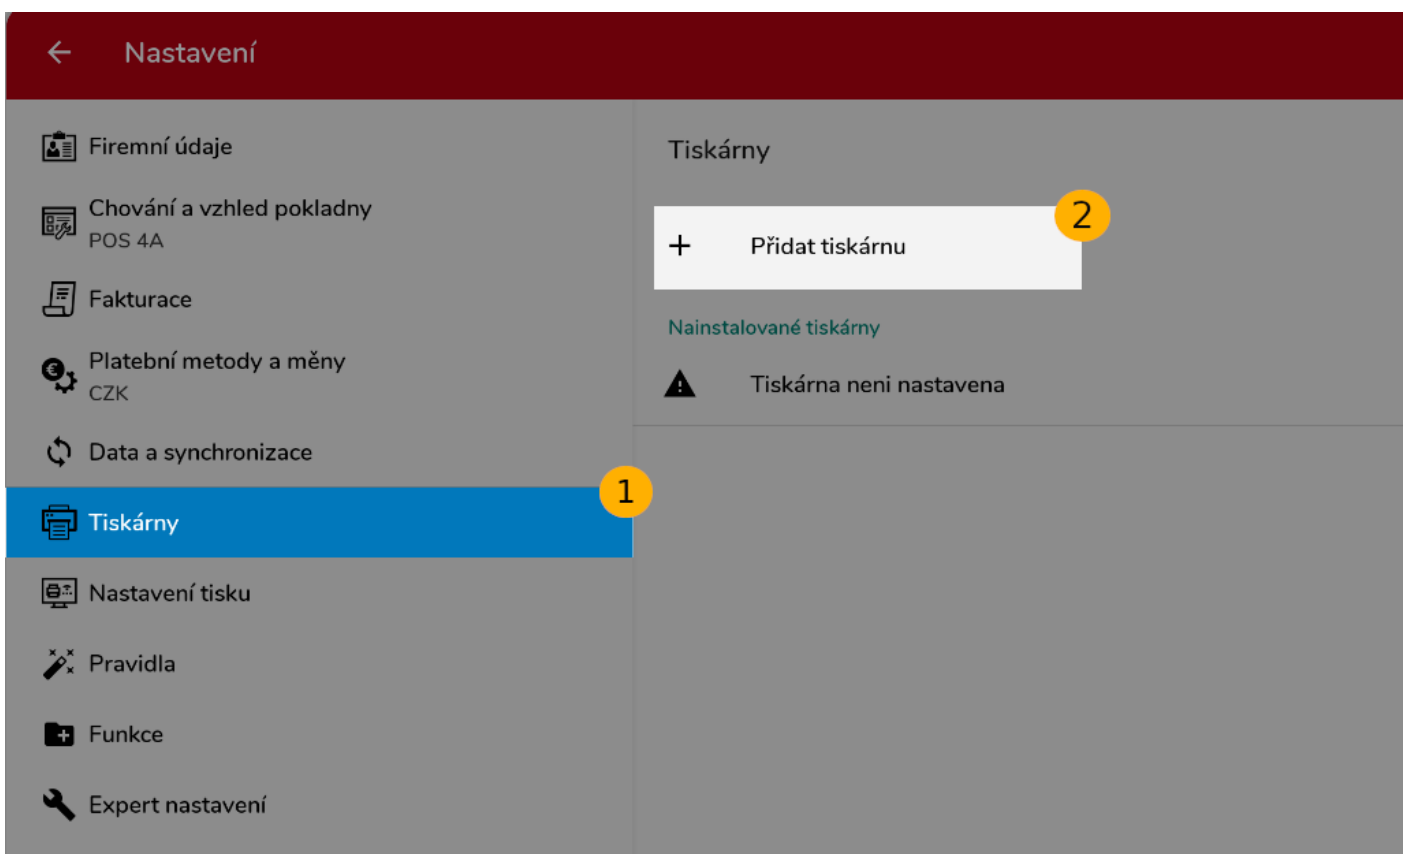 Nastavení
Firemní údaje
Chování a vzhled pokladny
POS 4A
Fakturace
Platební metody a měny
CZK
Data a synchronizace
1
Tiskárny
Nastavení tisku
Pravidla
Funkce
Expert nastavení
Tiskárny
2
Přidat tiskárnu
Nainstalované tiskárny
Tiskárna neni nastavena